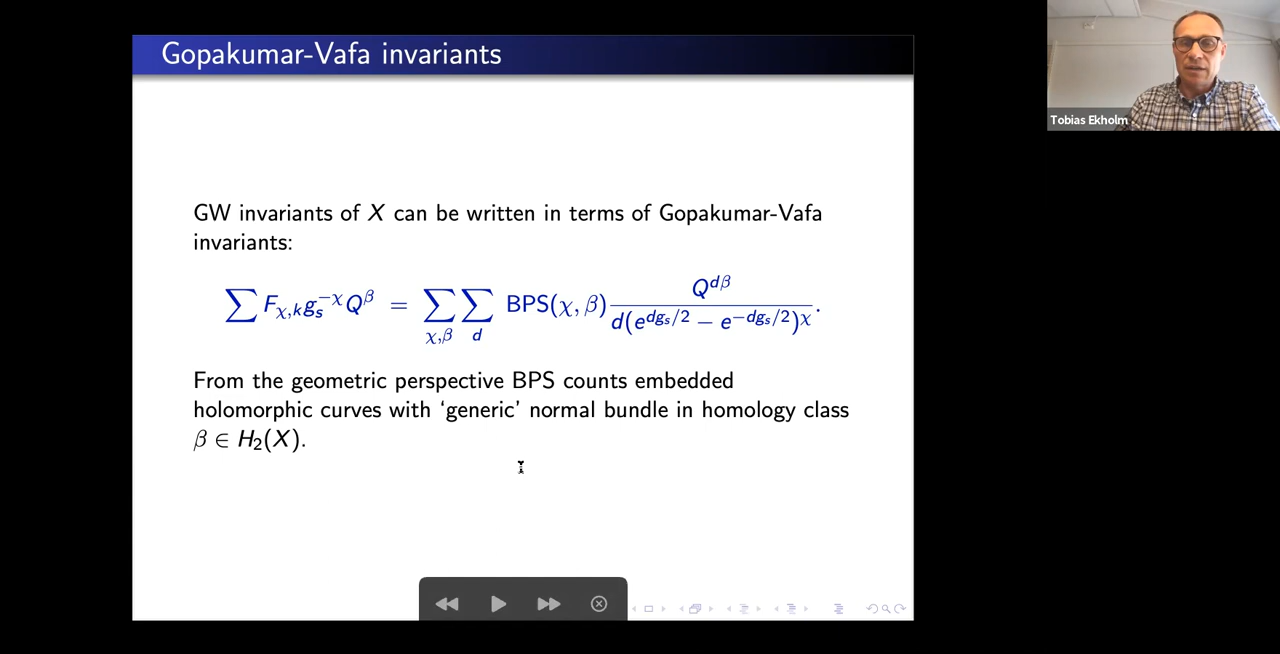 Gopakumar-Vafa invariants
Tobias Ekholm
GW invariants of X can be written in terms of Gopakumar-Vafa
invariants:
∑ F_{χ,k} g_s^{-χ} Q^β = ∑_{χ,β} ∑_d BPS(χ, β) Q^{dβ} / d(e^{dg_s/2} − e^{−dg_s/2})^χ.
From the geometric perspective BPS counts embedded
holomorphic curves with ‘generic’ normal bundle in homology class
β ∈ H₂(X).